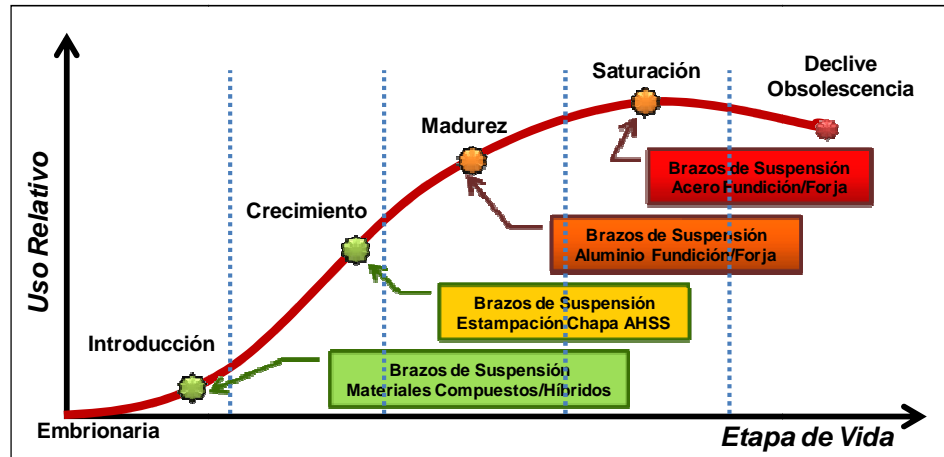 Declive
Obsolescencia
Saturación
Madurez
Brazos de Suspensión
Acero Fundición/Forja
Crecimiento
Brazos de Suspensión
Aluminio Fundición/Forja
Uso Relativo
Brazos de Suspensión
Estampación Chapa AHSS
Introducción
Brazos de Suspensión
Materiales Compuestos/Híbridos
Embrionaria
Etapa de Vida